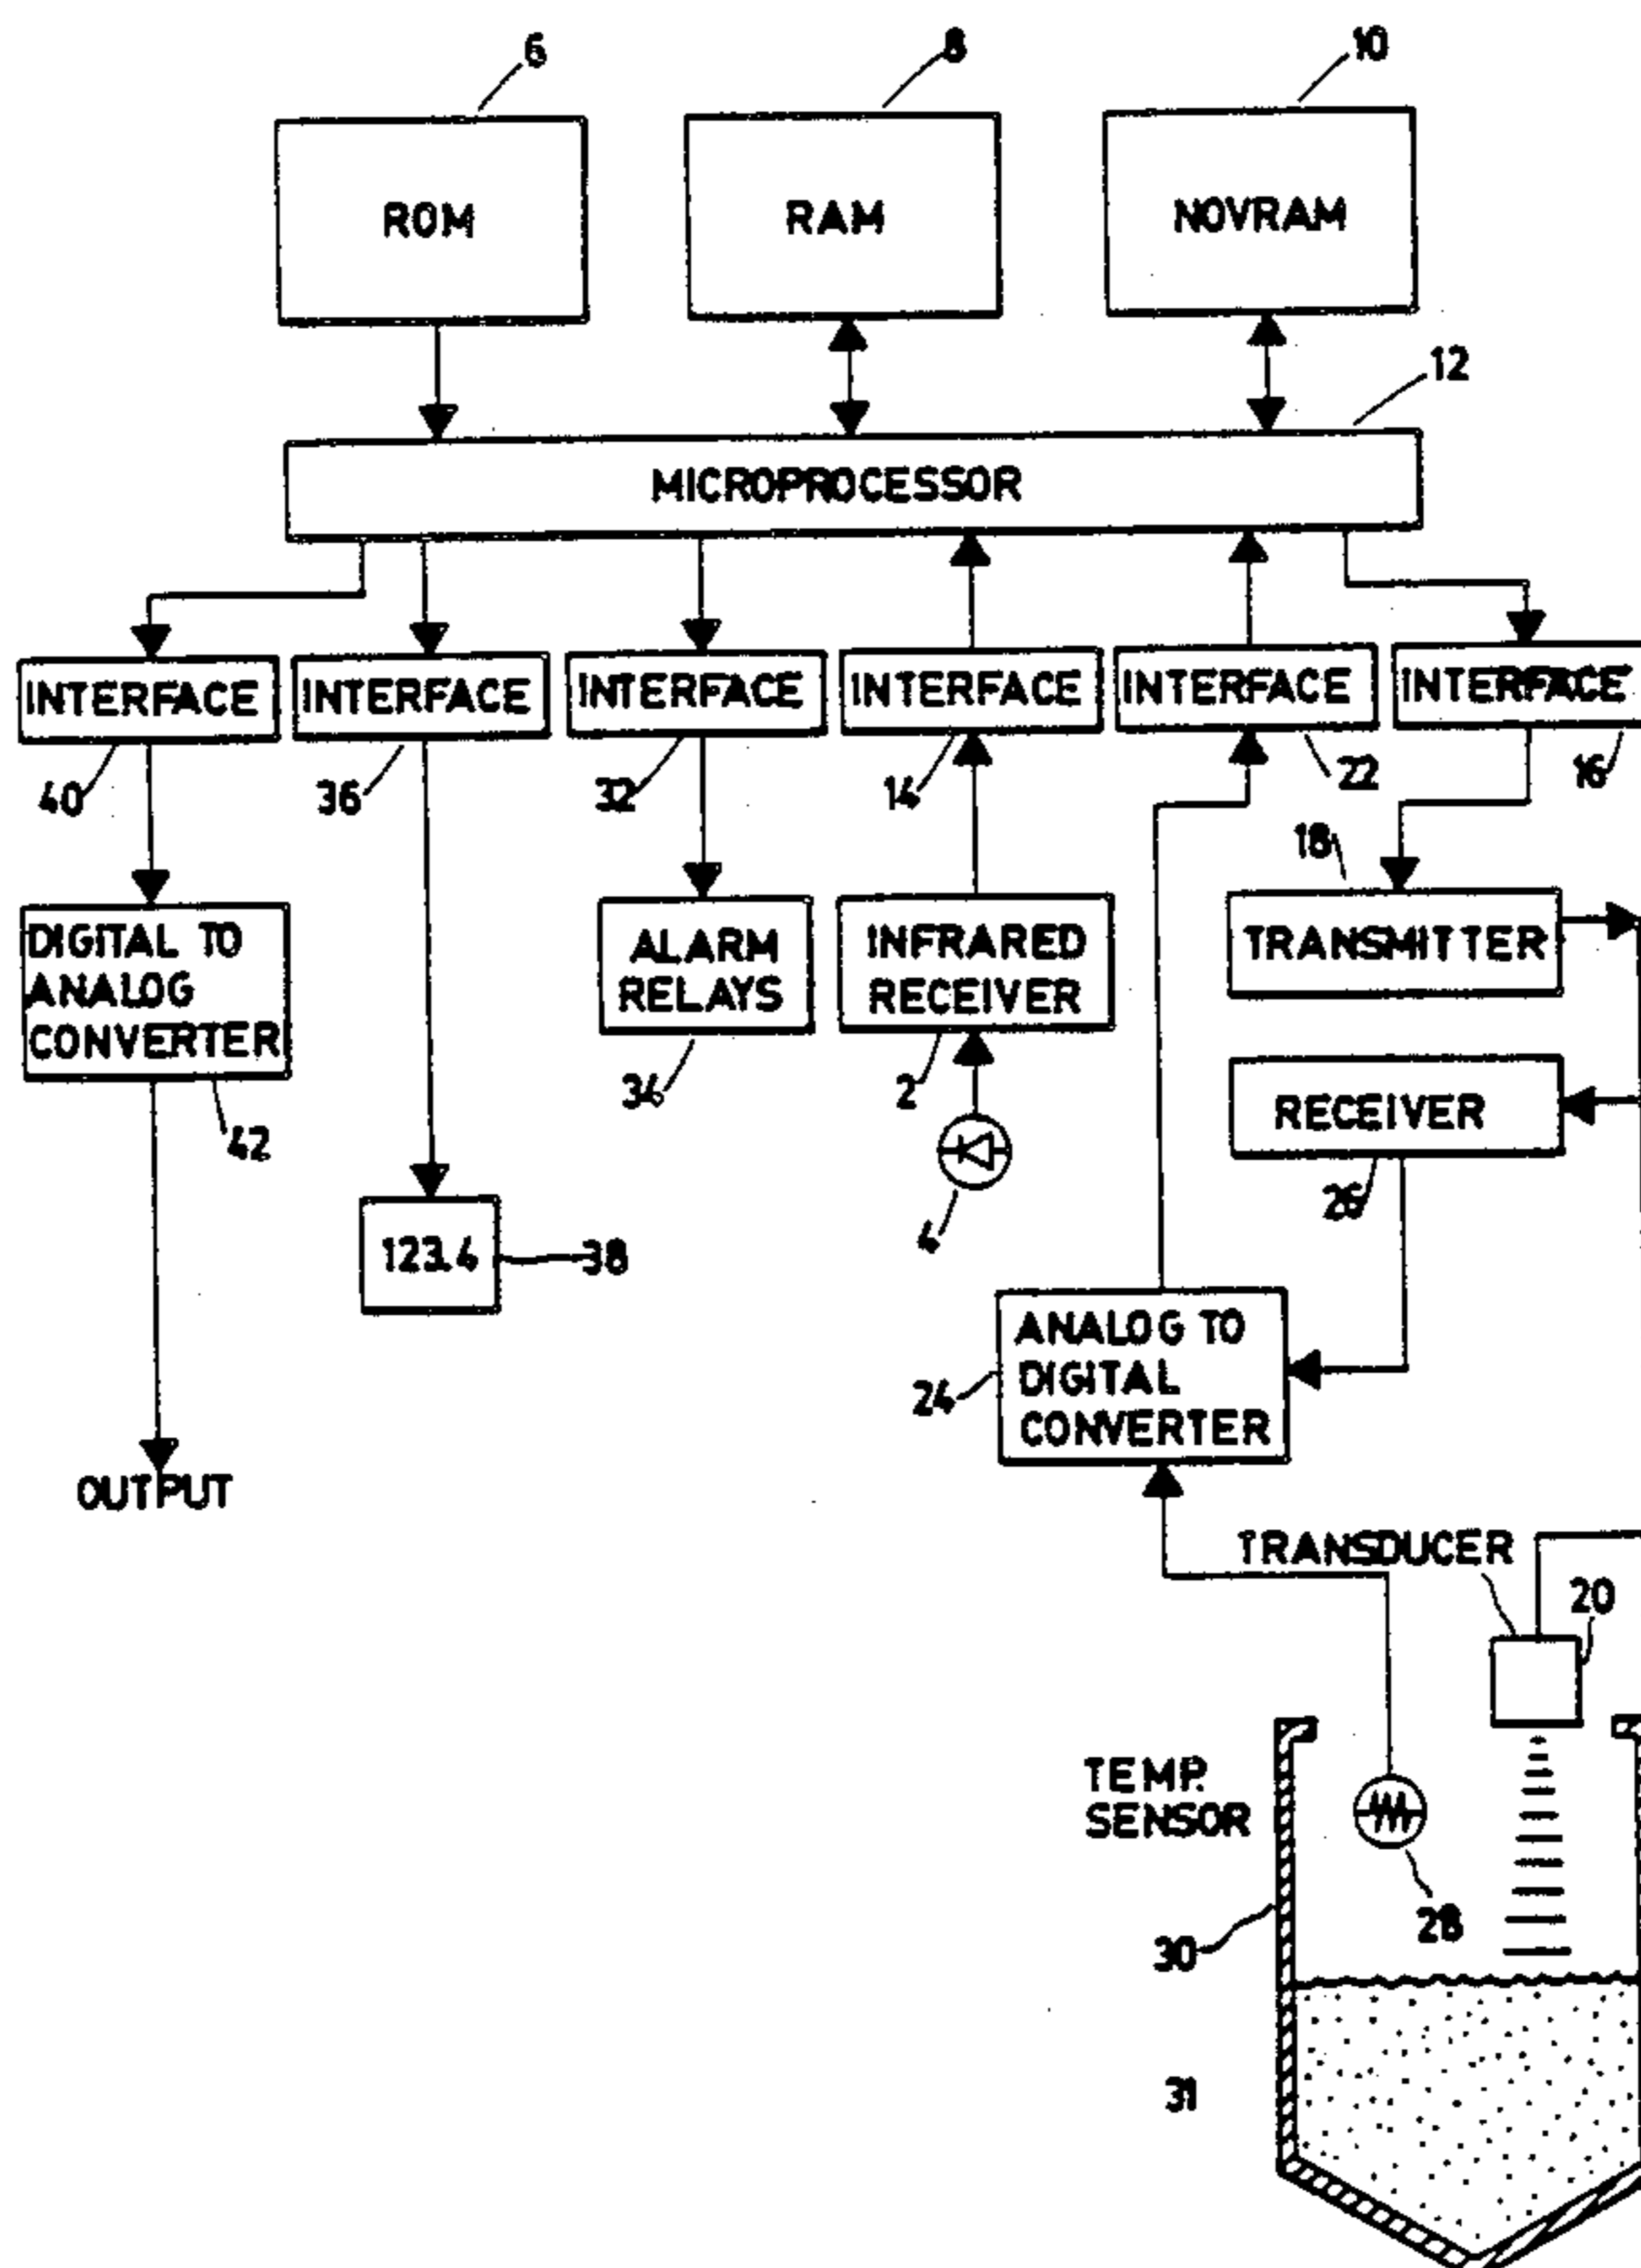 6
8
10
ROM
RAM
NOVRAM
12
MICROPROCESSOR
INTERFACE
INTERFACE
INTERFACE
INTERFACE
INTERFACE
INTERFACE
40
36
32
14
22
16
18
DIGITAL TO
ANALOG
CONVERTER
ALARM
RELAYS
INFRARED
RECEIVER
TRANSMITTER
42
34
2
RECEIVER
26
4
123.4
38
ANALOG TO
DIGITAL
CONVERTER
24
OUTPUT
TRANSDUCER
20
TEMP.
SENSOR
28
30
31